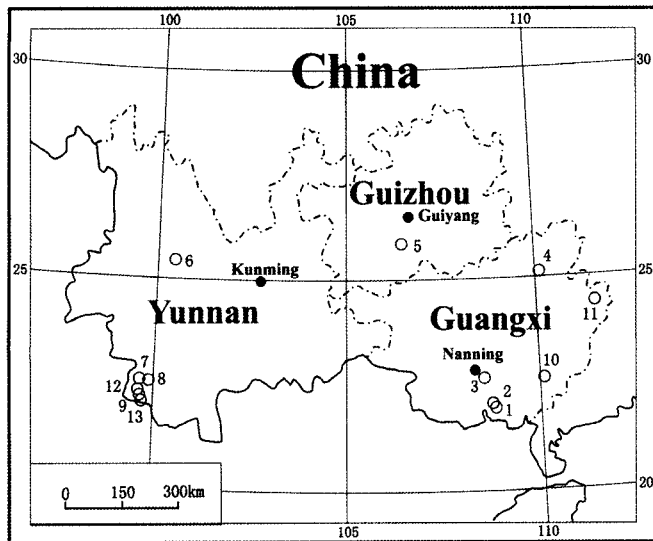 100 105 110
30 30
China
Guizhou
Guiyang
5 4
6
25 25
Kunming
Yunnan Guangxi
11
Nanning
7 8 3 10
12 2
9 1
13
20
0 150 300km
105 110